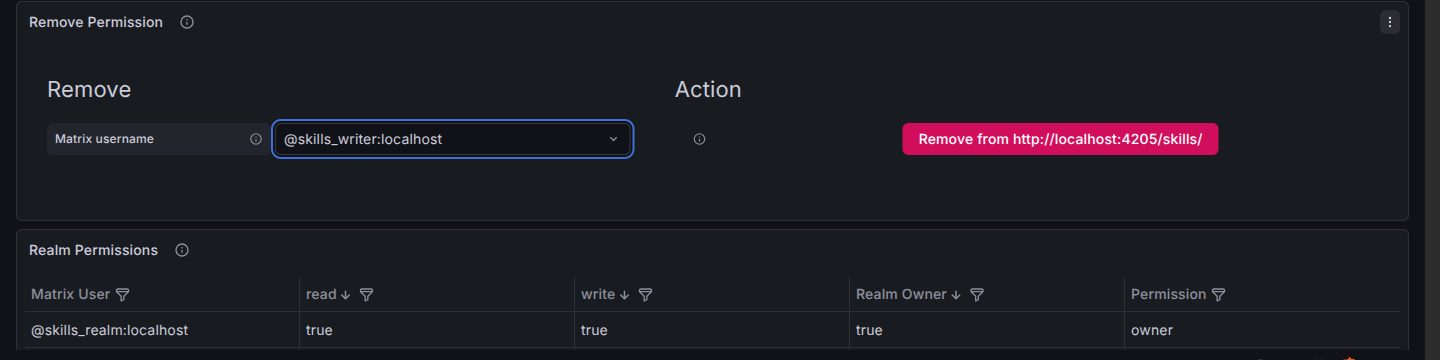 Remove Permission
Remove
Action
Matrix username
@skills_writer:localhost
Remove from http://localhost:4205/skills/
Realm Permissions
Matrix User read write Realm Owner Permission
@skills_realm:localhost true true true owner